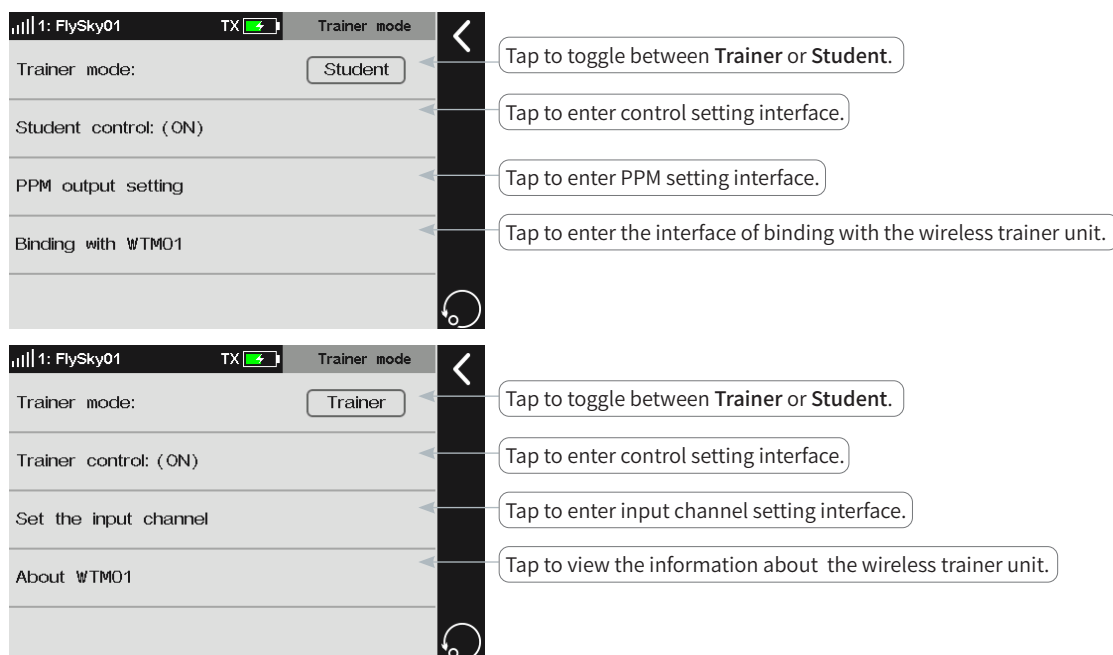 1: FlySky01 TX Trainer mode
Trainer mode: Student
Tap to toggle between Trainer or Student.
Student control: (ON)
Tap to enter control setting interface.
PPM output setting
Tap to enter PPM setting interface.
Binding with WTM01
Tap to enter the interface of binding with the wireless trainer unit.
1: FlySky01 TX Trainer mode
Trainer mode: Trainer
Tap to toggle between Trainer or Student.
Trainer control: (ON)
Tap to enter control setting interface.
Set the input channel
Tap to enter input channel setting interface.
About WTM01
Tap to view the information about the wireless trainer unit.